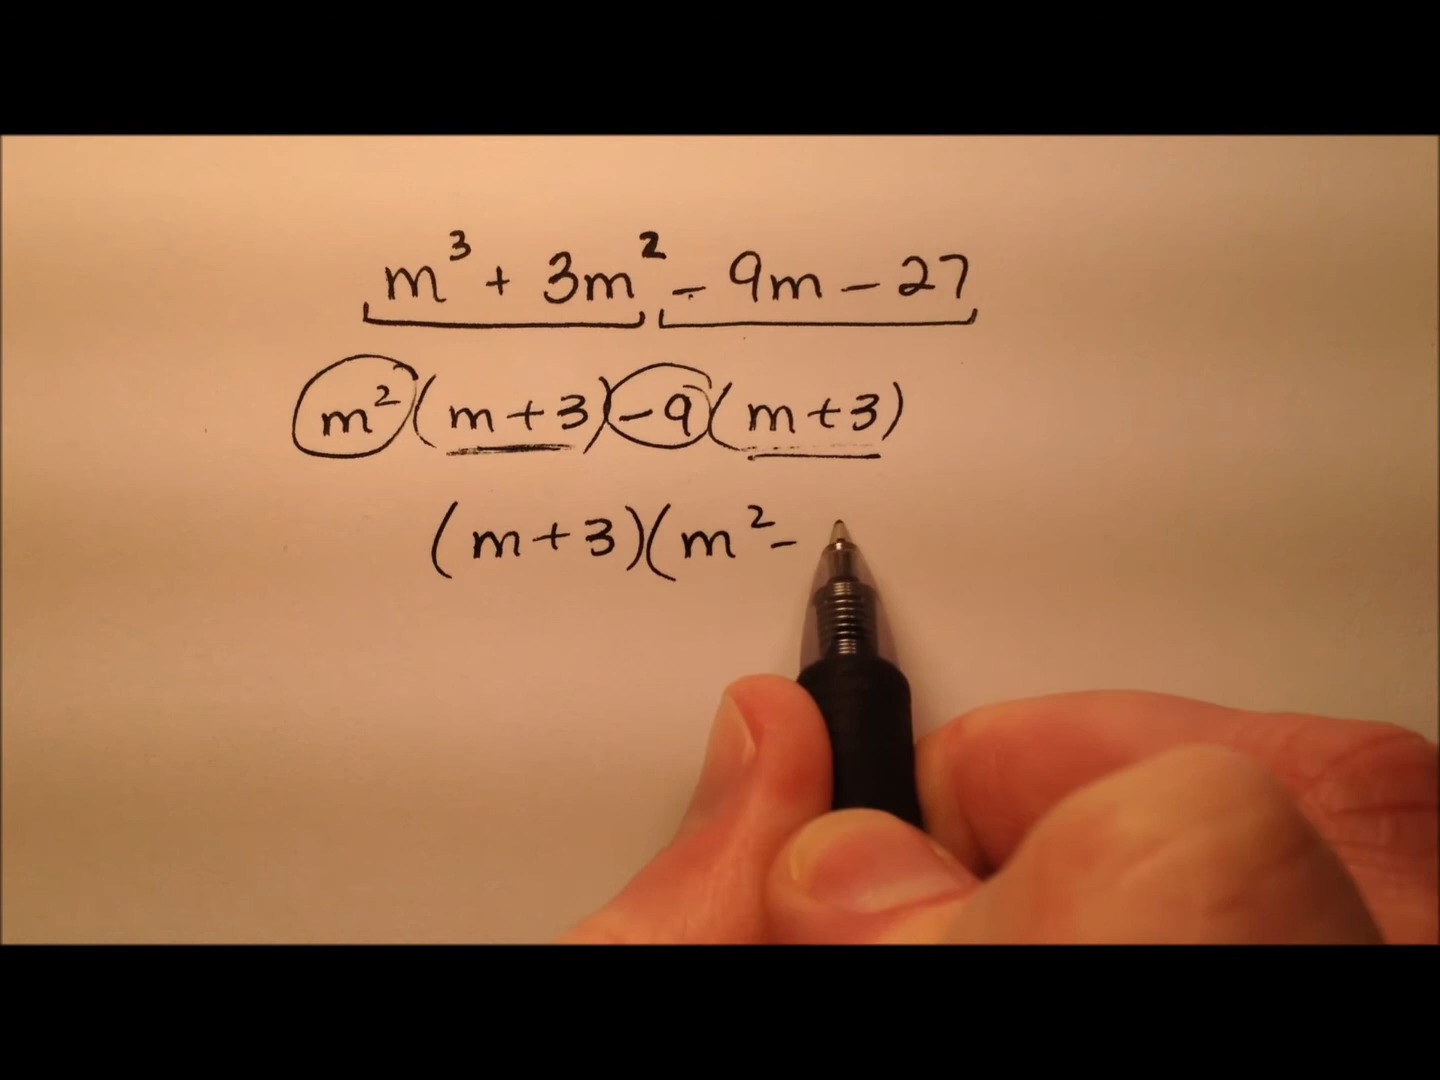 m³ + 3m² - 9m - 27
m²(m+3)-9(m+3)
(m+3)(m²-